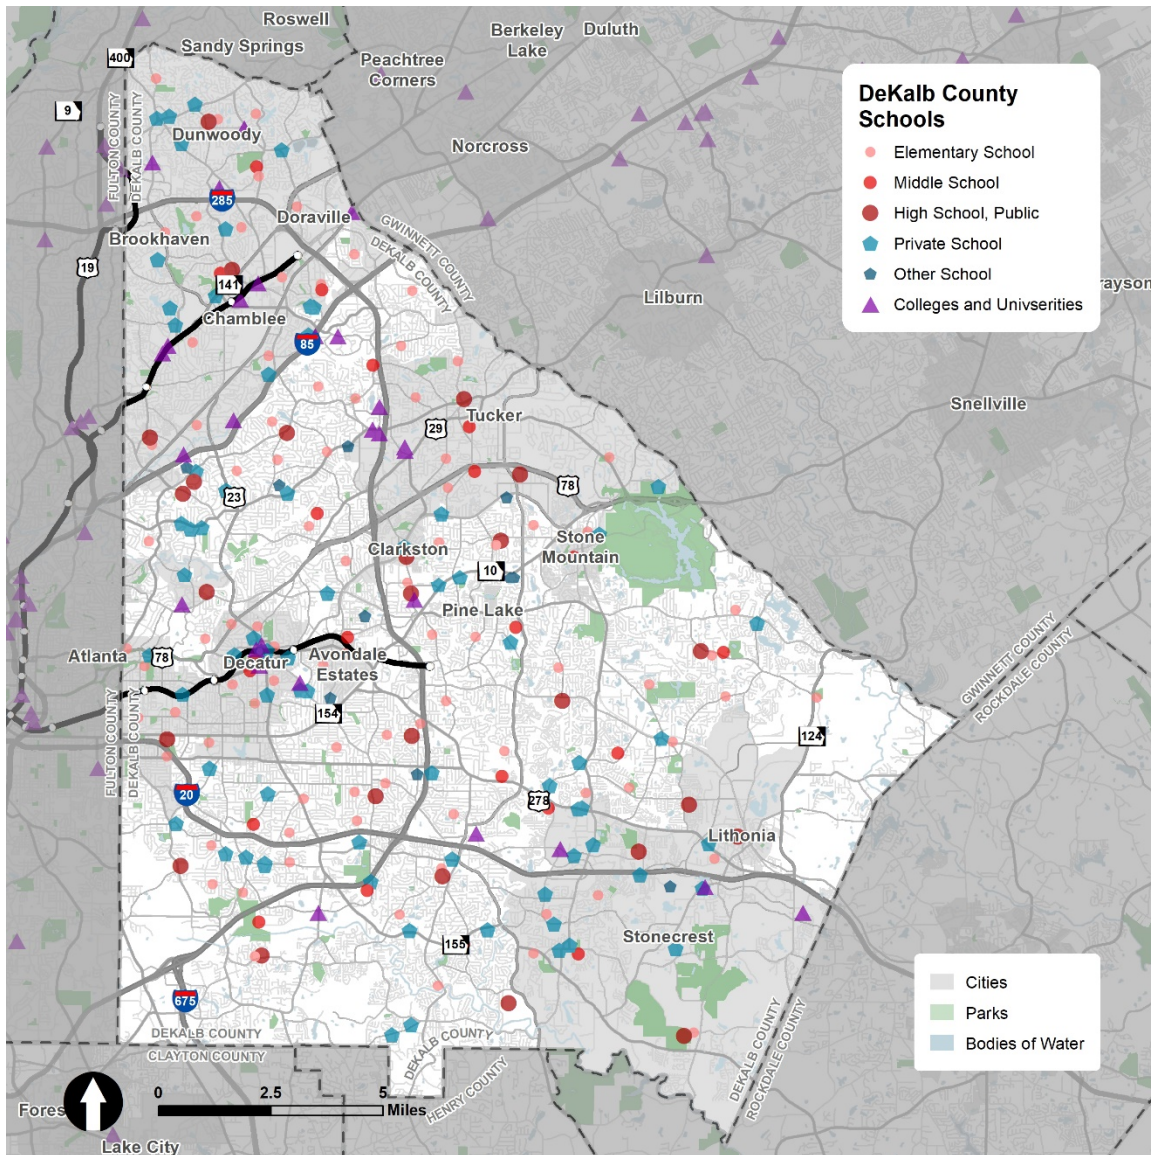 Roswell
Sandy Springs
Berkeley
Lake
Duluth
Peachtree
Corners
400
9
FULTON COUNTY
DEKALB COUNTY
Dunwoody
Norcross
DeKalb County
Schools
Elementary School
Middle School
High School, Public
Private School
Other School
Colleges and Univserities
285
Doraville
GWINNETT COUNTY
DEKALB COUNTY
Brookhaven
19
141
Chamblee
85
Lilburn
rayson
Snellville
Tucker
29
78
23
Clarkston
Stone
Mountain
10
Pine Lake
Atlanta
78
Decatur
Avondale
Estates
154
GWINNETT COUNTY
ROCKDALE COUNTY
124
FULTON COUNTY
DEKALB COUNTY
20
278
Lithonia
Stonecrest
155
675
Cities
Parks
Bodies of Water
DEKALB COUNTY
CLAYTON COUNTY
DEKALB COUNTY
HENRY COUNTY
DEKALB COUNTY
ROCKDALE COUNTY
0 2.5 5
Miles
Fores
Lake City